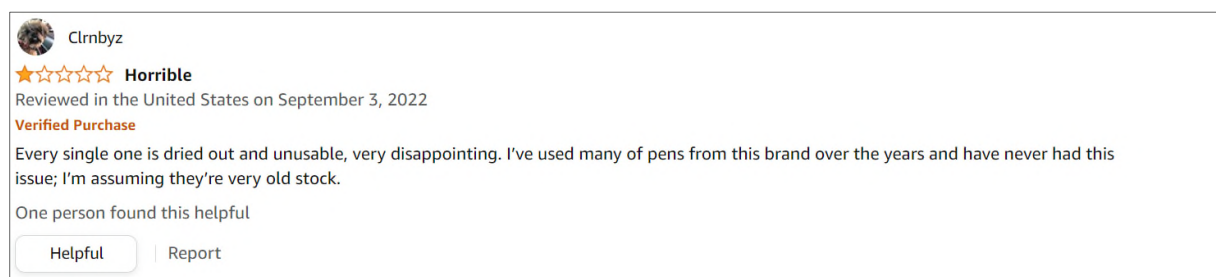 Clrnbyz
Horrible
Reviewed in the United States on September 3, 2022
Verified Purchase
Every single one is dried out and unusable, very disappointing. I’ve used many of pens from this brand over the years and have never had this
issue; I’m assuming they’re very old stock.
One person found this helpful
Helpful Report